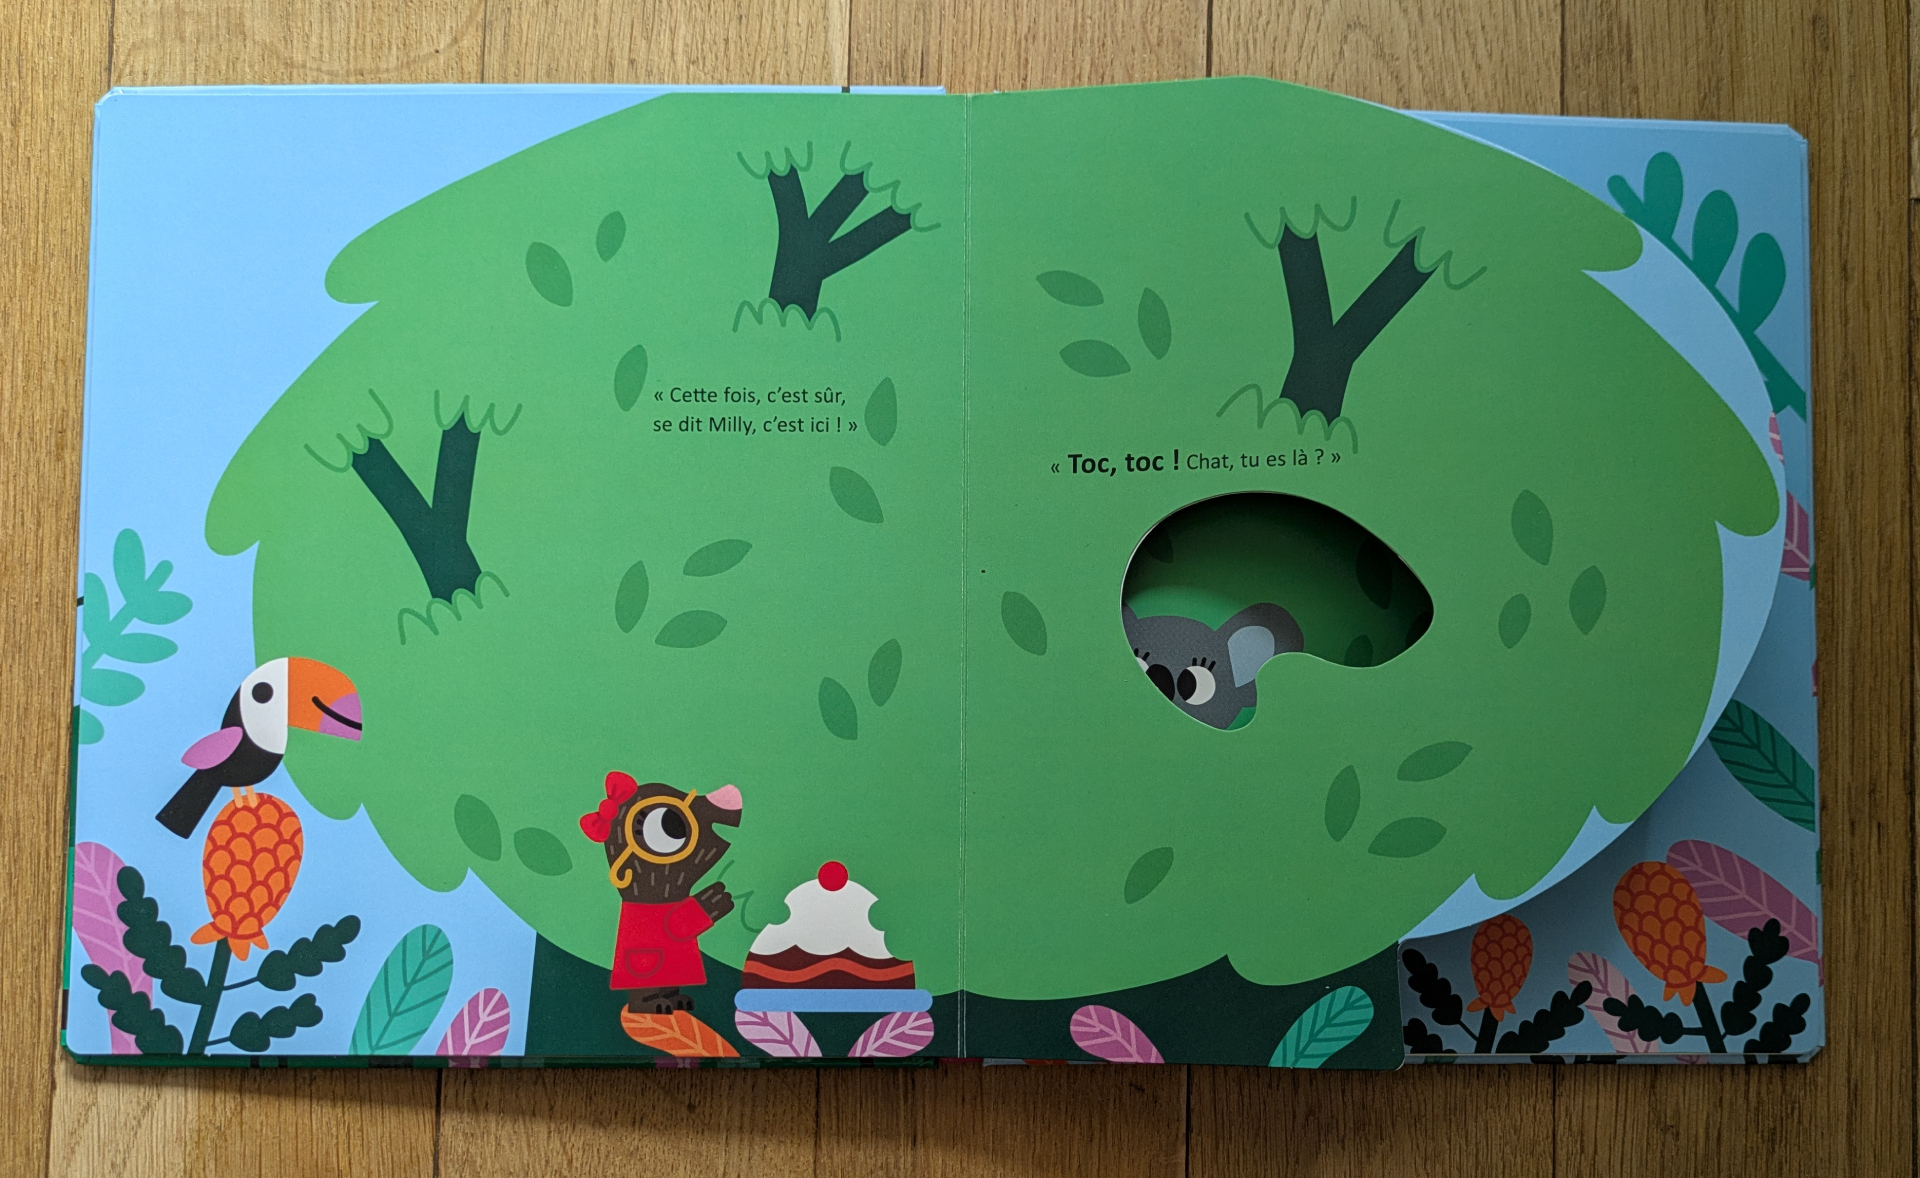 « Cette fois, c’est sûr,
se dit Milly, c’est ici ! »
« Toc, toc ! Chat, tu es là ? »